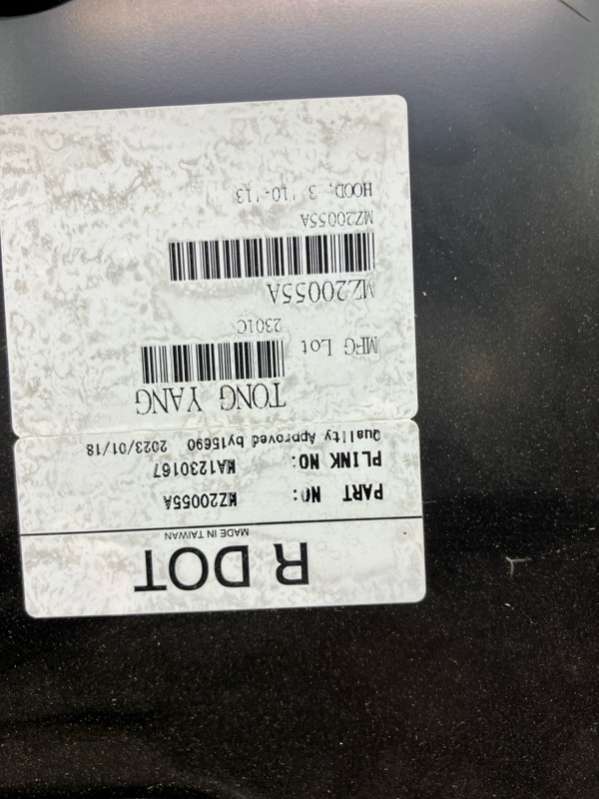 R DOT
MADE IN TAIWAN
PART NO: MZ20055A
PLINK NO: MA1230167
Quality Approved by15690 2023/01/18
TONG YANG
MFG Lot
2301C
MZ20055A
MZ20055A
HOOD, 3 '10-'13